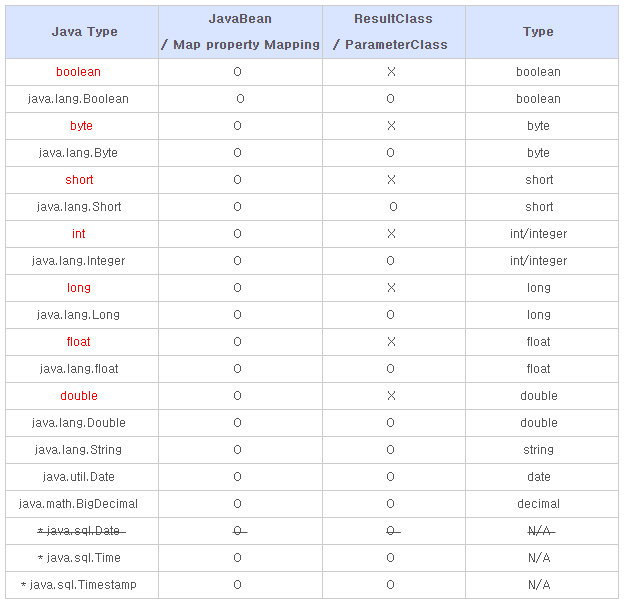 Java Type JavaBean ResultClass Type
/ Map property Mapping / ParameterClass
boolean O X boolean
java.lang.Boolean O O boolean
byte O X byte
java.lang.Byte O O byte
short O X short
java.lang.Short O O short
int O X int/integer
java.lang.Integer O O int/integer
long O X long
java.lang.Long O O long
float O X float
java.lang.float O O float
double O X double
java.lang.Double O O double
java.lang.String O O string
java.util.Date O O date
java.math.BigDecimal O O decimal
* java.sql.Date O O N/A
* java.sql.Time O O N/A
* java.sql.Timestamp O O N/A